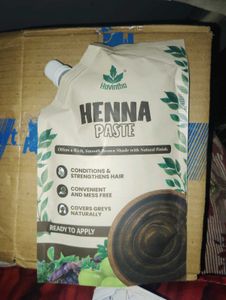 Havintha
HENNA
PASTE
Offers a Rich, Smooth Brown Shade with Natural finish.
CONDITIONS &
STRENGTHENS HAIR
CONVENIENT
AND MESS FREE
COVERS GREYS
NATURALLY
READY TO APPLY